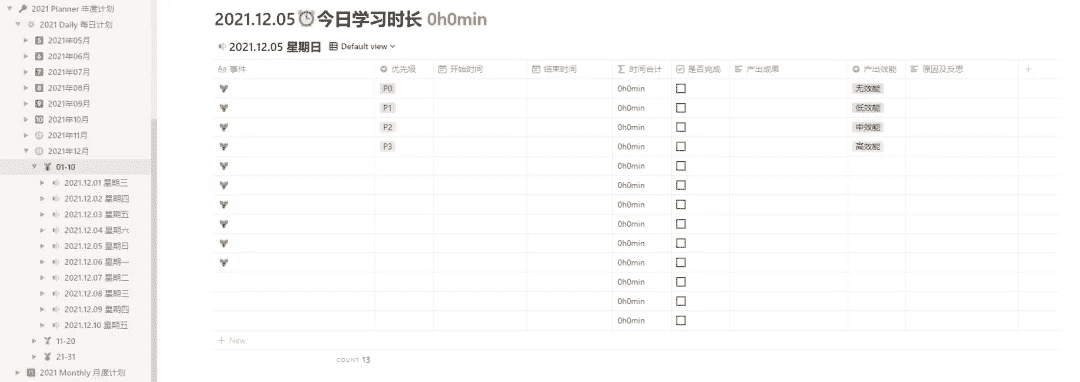 2021 Planner 年度计划
2021 Daily 每日计划
5 2021年05月
6 2021年06月
7 2021年07月
8 2021年08月
9 2021年09月
10 2021年10月
2021年11月
2021年12月
01-10
2021.12.01 星期三
2021.12.02 星期四
2021.12.03 星期五
2021.12.04 星期六
2021.12.05 星期日
2021.12.06 星期一
2021.12.07 星期二
2021.12.08 星期三
2021.12.09 星期四
2021.12.10 星期五
11-20
21-31
2021 Monthly 月度计划
2021.12.05⏰今日学习时长 0h0min
2021.12.05 星期日 Default view
Aa 事件 优先级 开始时间 结束时间 Σ 时间合计 是否完成 产出成果 产出效能 原因及反思 +
P0 0h0min 无效能
P1 0h0min 低效能
P2 0h0min 中效能
P3 0h0min 高效能
0h0min
0h0min
0h0min
0h0min
0h0min
0h0min
0h0min
0h0min
0h0min
+ New
COUNT 13